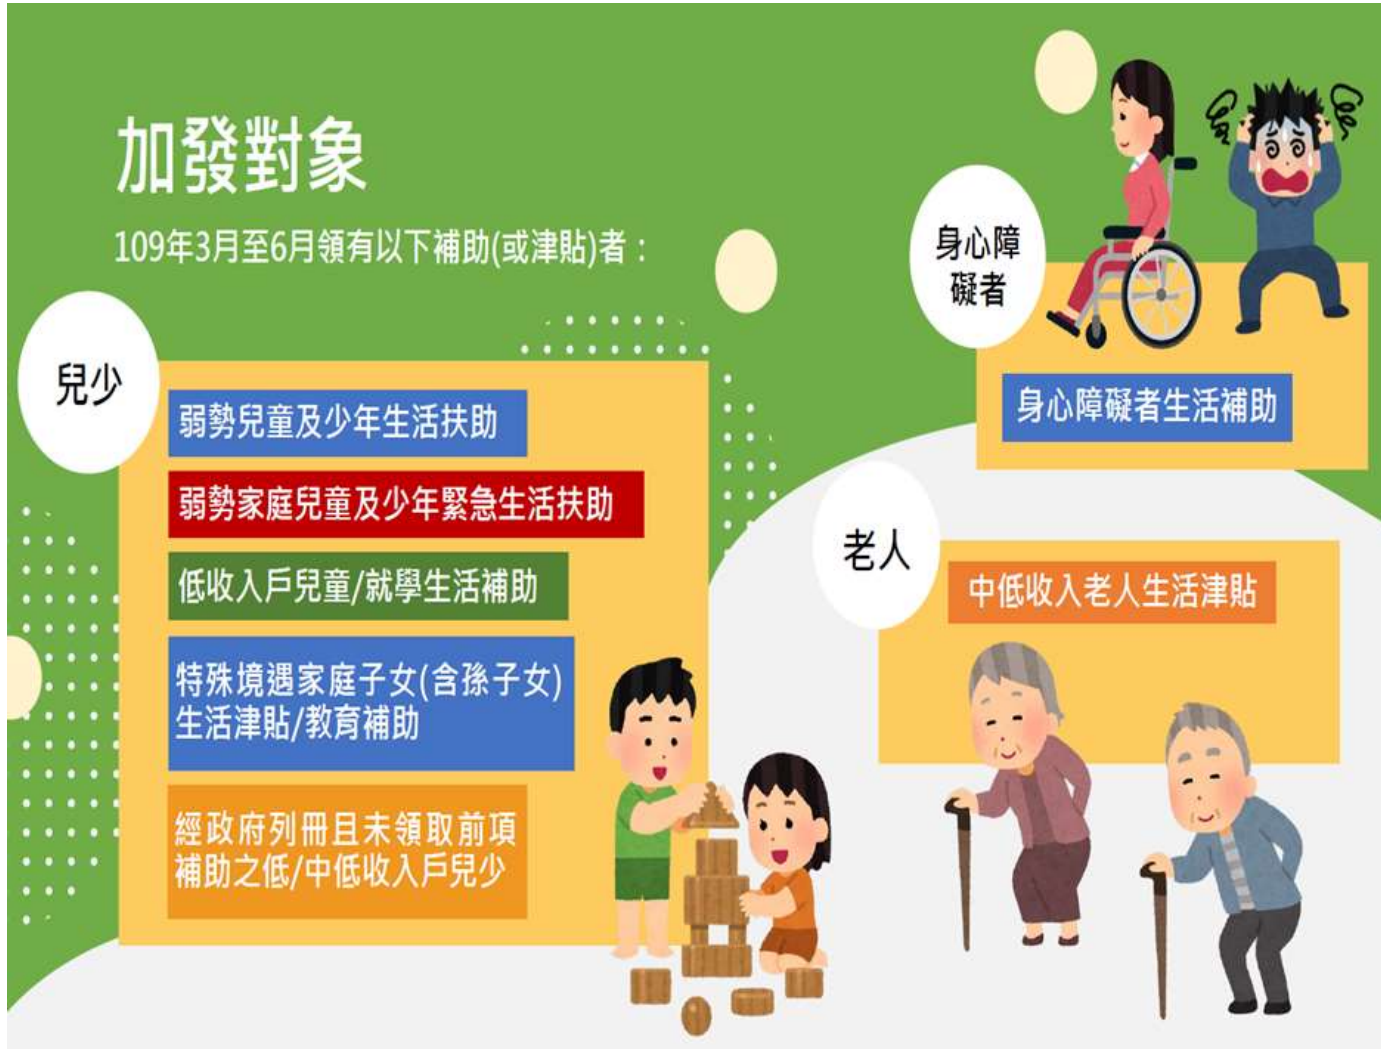 加發對象
109年3月至6月領有以下補助(或津貼)者：
兒少
弱勢兒童及少年生活扶助
弱勢家庭兒童及少年緊急生活扶助
低收入戶兒童/就學生活補助
特殊境遇家庭子女(含孫子女)
生活津貼/教育補助
經政府列冊且未領取前項
補助之低/中低收入戶兒少
身心障
礙者
身心障礙者生活補助
老人
中低收入老人生活津貼